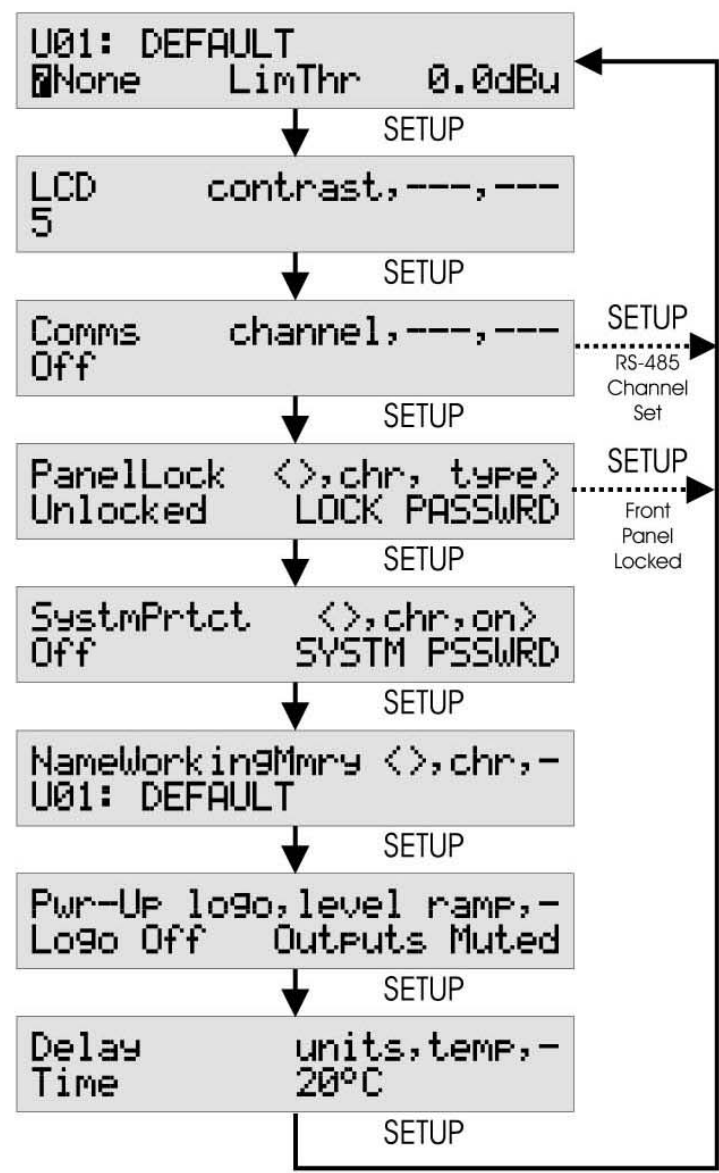 U01: DEFAULT
?None LimThr 0.0dBu
SETUP
LCD contrast,---,---
5
SETUP
Comms channel,---,---
Off
SETUP
RS-485
Channel
Set
SETUP
PanelLock <>,chr, type>
Unlocked LOCK PASSWRD
SETUP
Front
Panel
Locked
SETUP
SystmPrtct <>,chr,on>
Off SYSTM PSSWRD
SETUP
NameWorkingMmry <>,chr,-
U01: DEFAULT
SETUP
Pwr-Up logo,level ramp,-
Logo Off Outputs Muted
SETUP
Delay units,temp,-
Time 20°C
SETUP